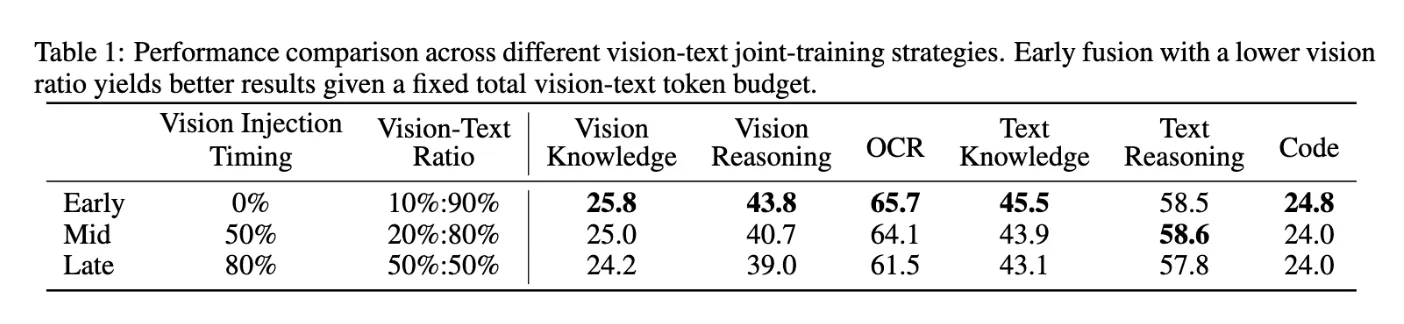 Table 1: Performance comparison across different vision-text joint-training strategies. Early fusion with a lower vision
ratio yields better results given a fixed total vision-text token budget.
Vision Injection Timing | Vision-Text Ratio | Vision Knowledge | Vision Reasoning | OCR | Text Knowledge | Text Reasoning | Code
Early 0% 10%:90% 25.8 43.8 65.7 45.5 58.5 24.8
Mid 50% 20%:80% 25.0 40.7 64.1 43.9 58.6 24.0
Late 80% 50%:50% 24.2 39.0 61.5 43.1 57.8 24.0